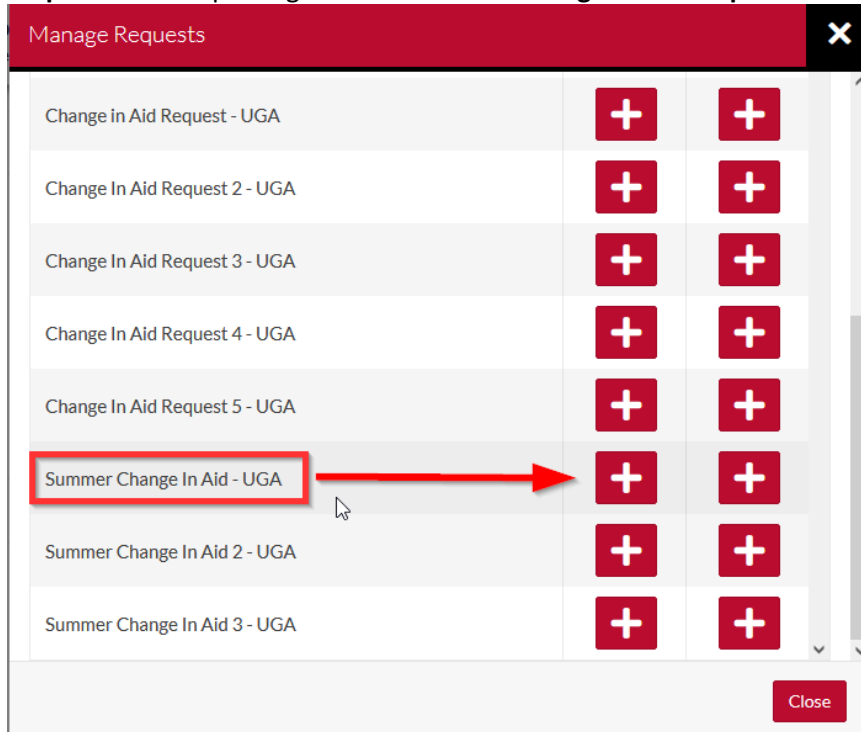 Manage Requests
Change in Aid Request - UGA
Change In Aid Request 2 - UGA
Change In Aid Request 3 - UGA
Change In Aid Request 4 - UGA
Change In Aid Request 5 - UGA
Summer Change In Aid - UGA
Summer Change In Aid 2 - UGA
Summer Change In Aid 3 - UGA
Close